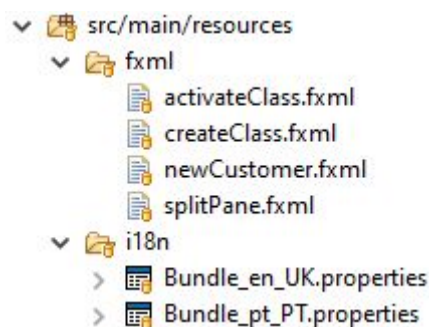 src/main/resources
fxml
activateClass.fxml
createClass.fxml
newCustomer.fxml
splitPane.fxml
i18n
Bundle_en_UK.properties
Bundle_pt_PT.properties